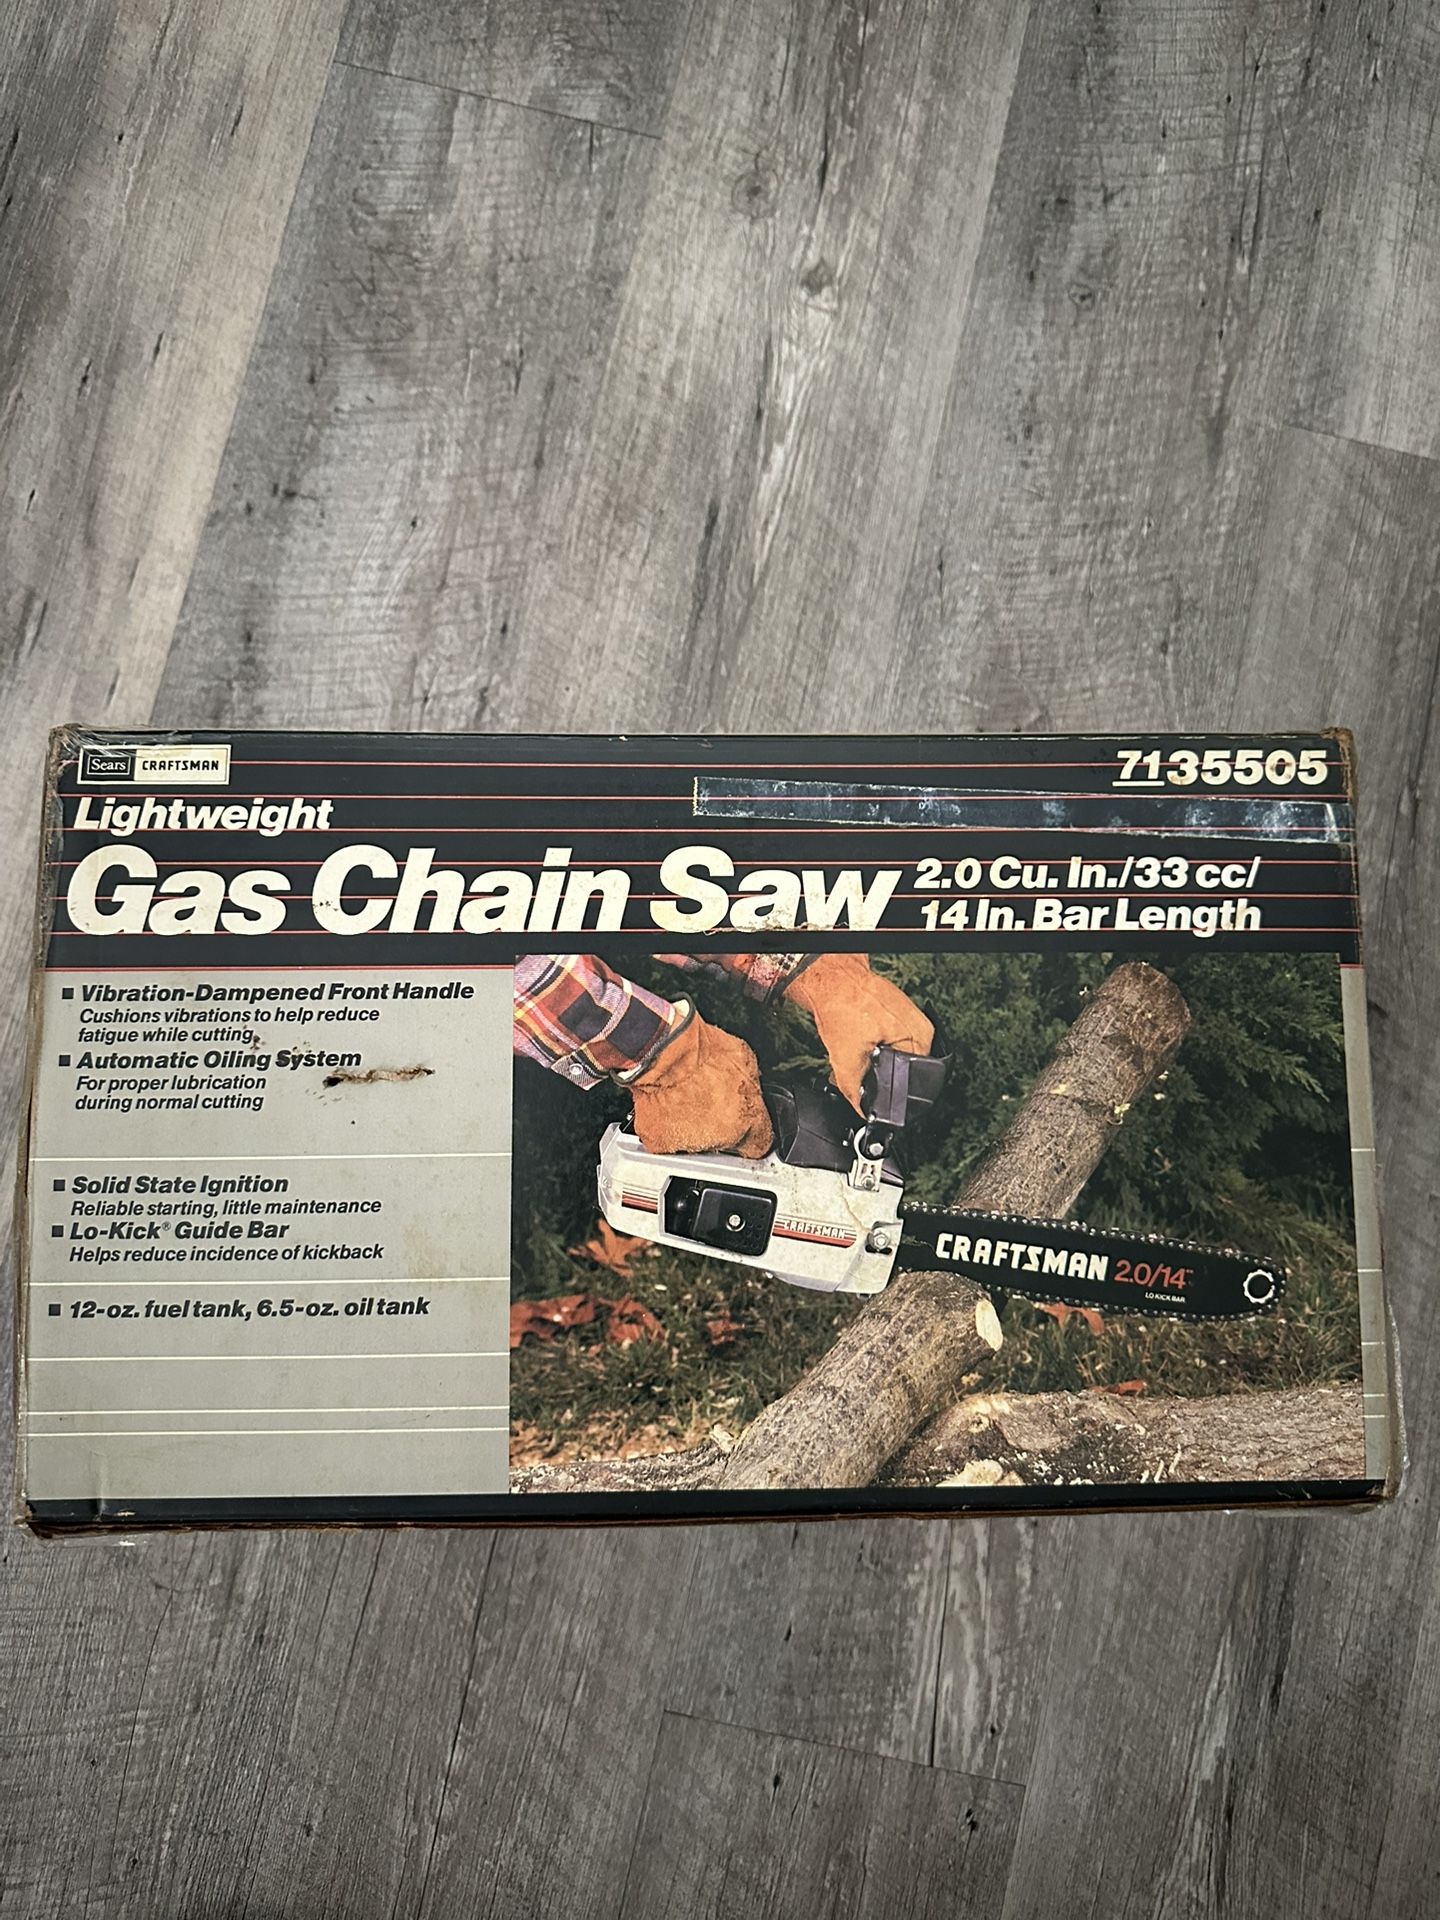 Sears CRAFTSMAN
7135505
Lightweight
Gas Chain Saw
2.0 Cu. In./33 cc/
14 In. Bar Length
■ Vibration-Dampened Front Handle
Cushions vibrations to help reduce
fatigue while cutting
■ Automatic Oiling System
For proper lubrication
during normal cutting
■ Solid State Ignition
Reliable starting, little maintenance
■ Lo-Kick® Guide Bar
Helps reduce incidence of kickback
■ 12-oz. fuel tank, 6.5-oz. oil tank
CRAFTSMAN
CRAFTSMAN 2.0/14"
LO KICK BAR